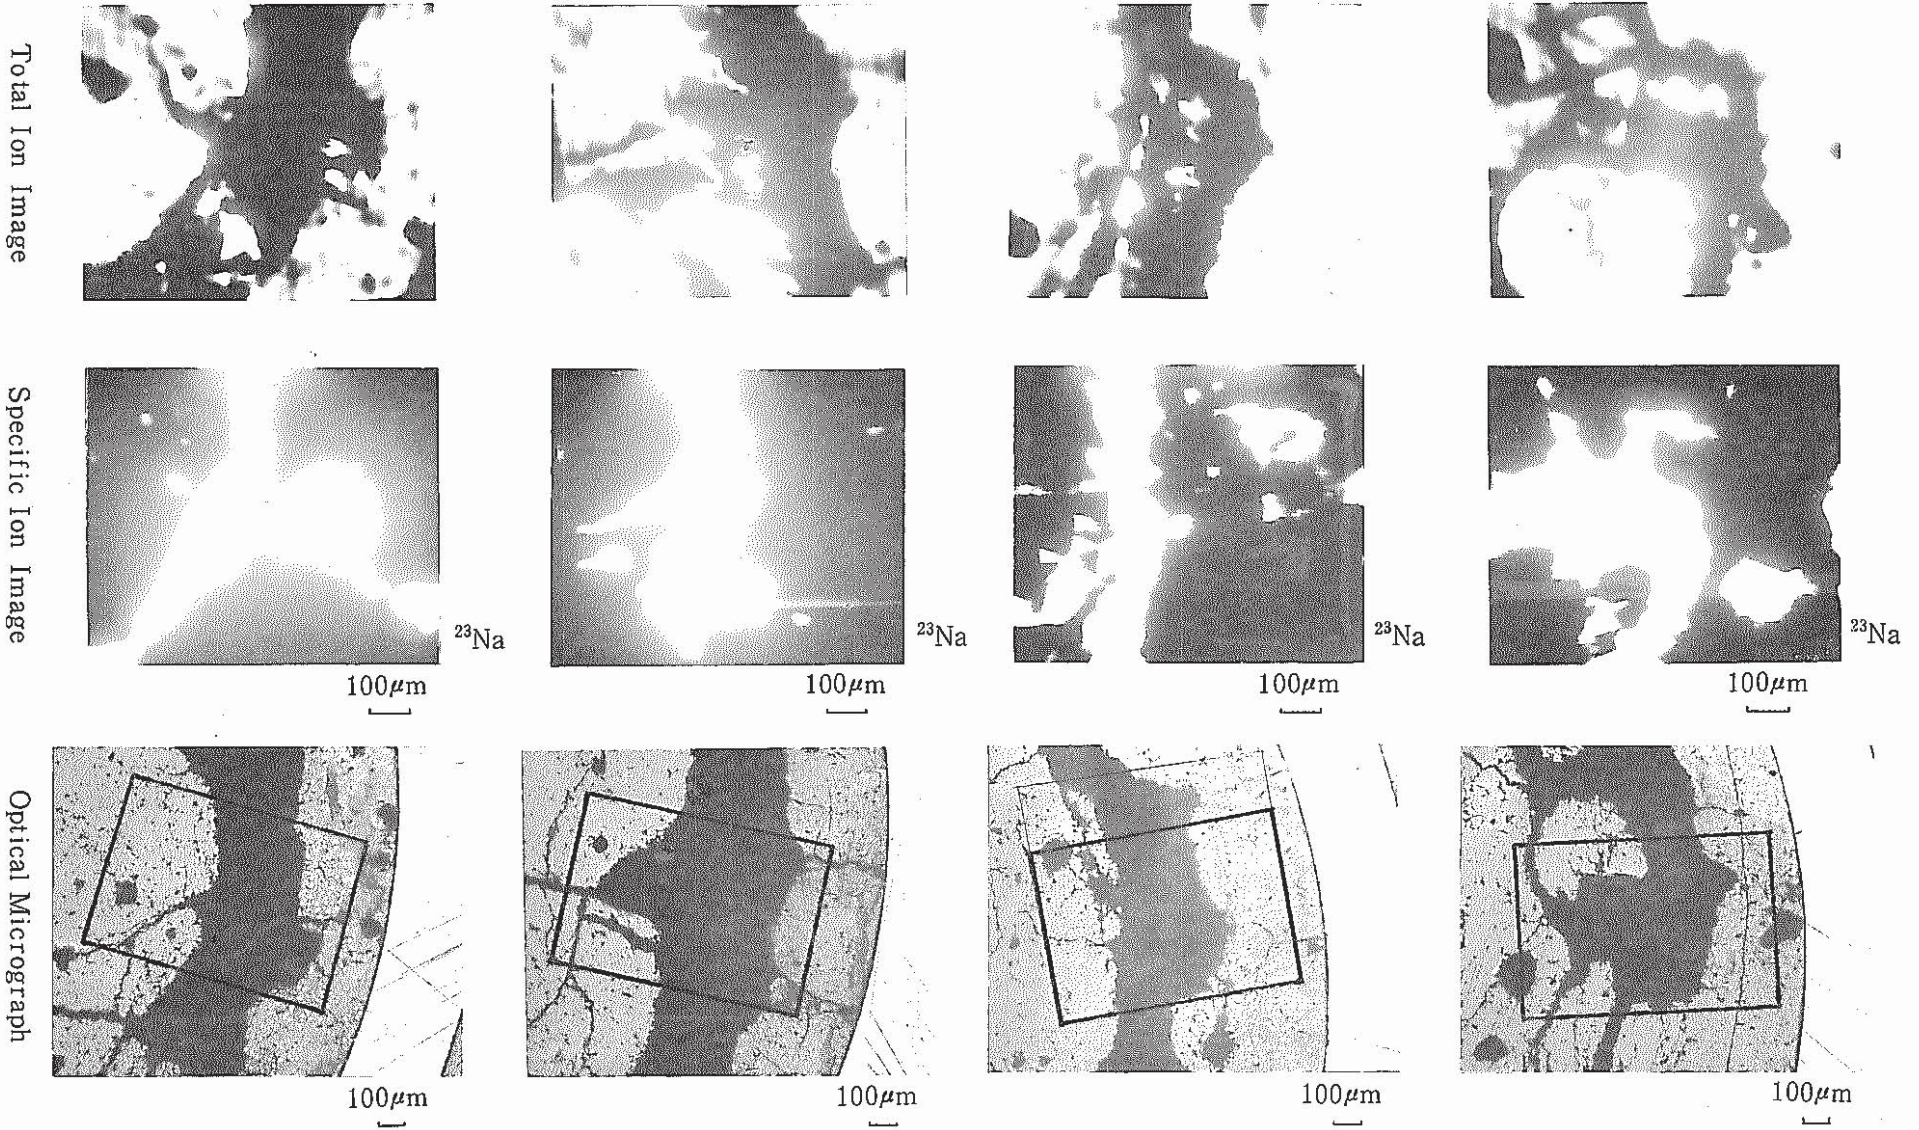 Total Ion Image
Specific Ion Image
²³Na
²³Na
²³Na
²³Na
100μm
100μm
100μm
100μm
Optical Micrograph
100μm
100μm
100μm
100μm